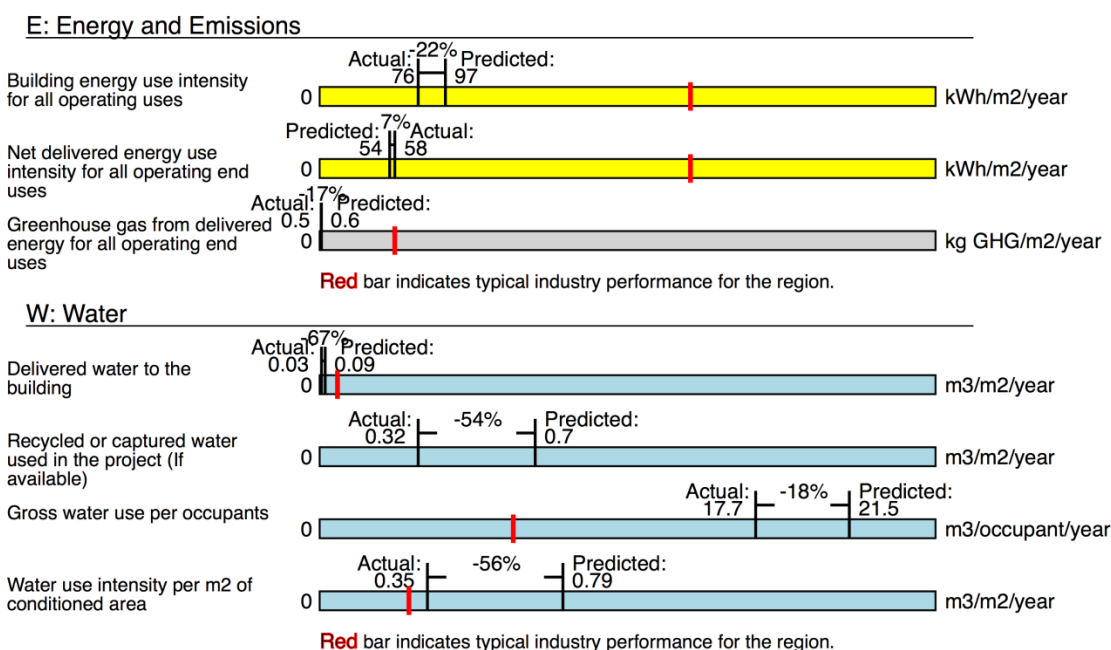 E: Energy and Emissions
-22%
Actual: Predicted:
76 97
Building energy use intensity
for all operating uses
0 kWh/m2/year
7%
Predicted: Actual:
54 58
Net delivered energy use
intensity for all operating end
uses
0 kWh/m2/year
-17%
Actual: Predicted:
0.5 0.6
Greenhouse gas from delivered
energy for all operating end
uses
0 kg GHG/m2/year
Red bar indicates typical industry performance for the region.
W: Water
-67%
Actual: Predicted:
0.03 0.09
Delivered water to the
building
0 m3/m2/year
Actual: -54% Predicted:
0.32 0.7
Recycled or captured water
used in the project (If
available)
0 m3/m2/year
Actual: -18% Predicted:
17.7 21.5
Gross water use per occupants
0 m3/occupant/year
Actual: -56% Predicted:
0.35 0.79
Water use intensity per m2 of
conditioned area
0 m3/m2/year
Red bar indicates typical industry performance for the region.